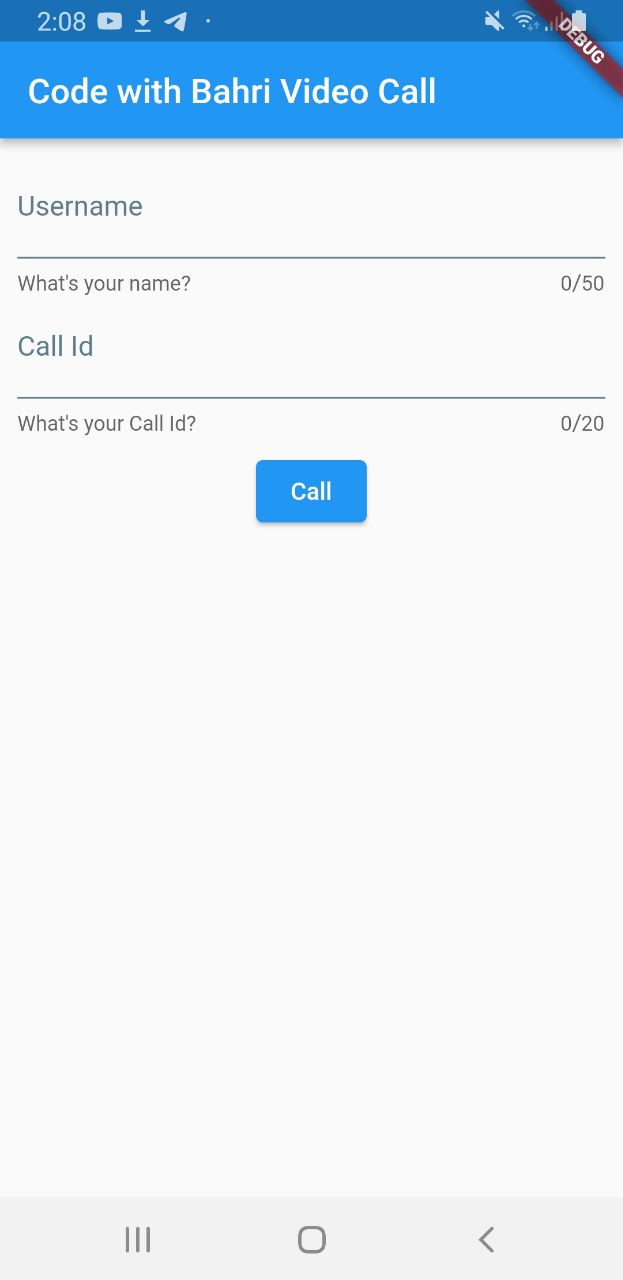 2:08
DEBUG
Code with Bahri Video Call
Username
What's your name? 0/50
Call Id
What's your Call Id? 0/20
Call